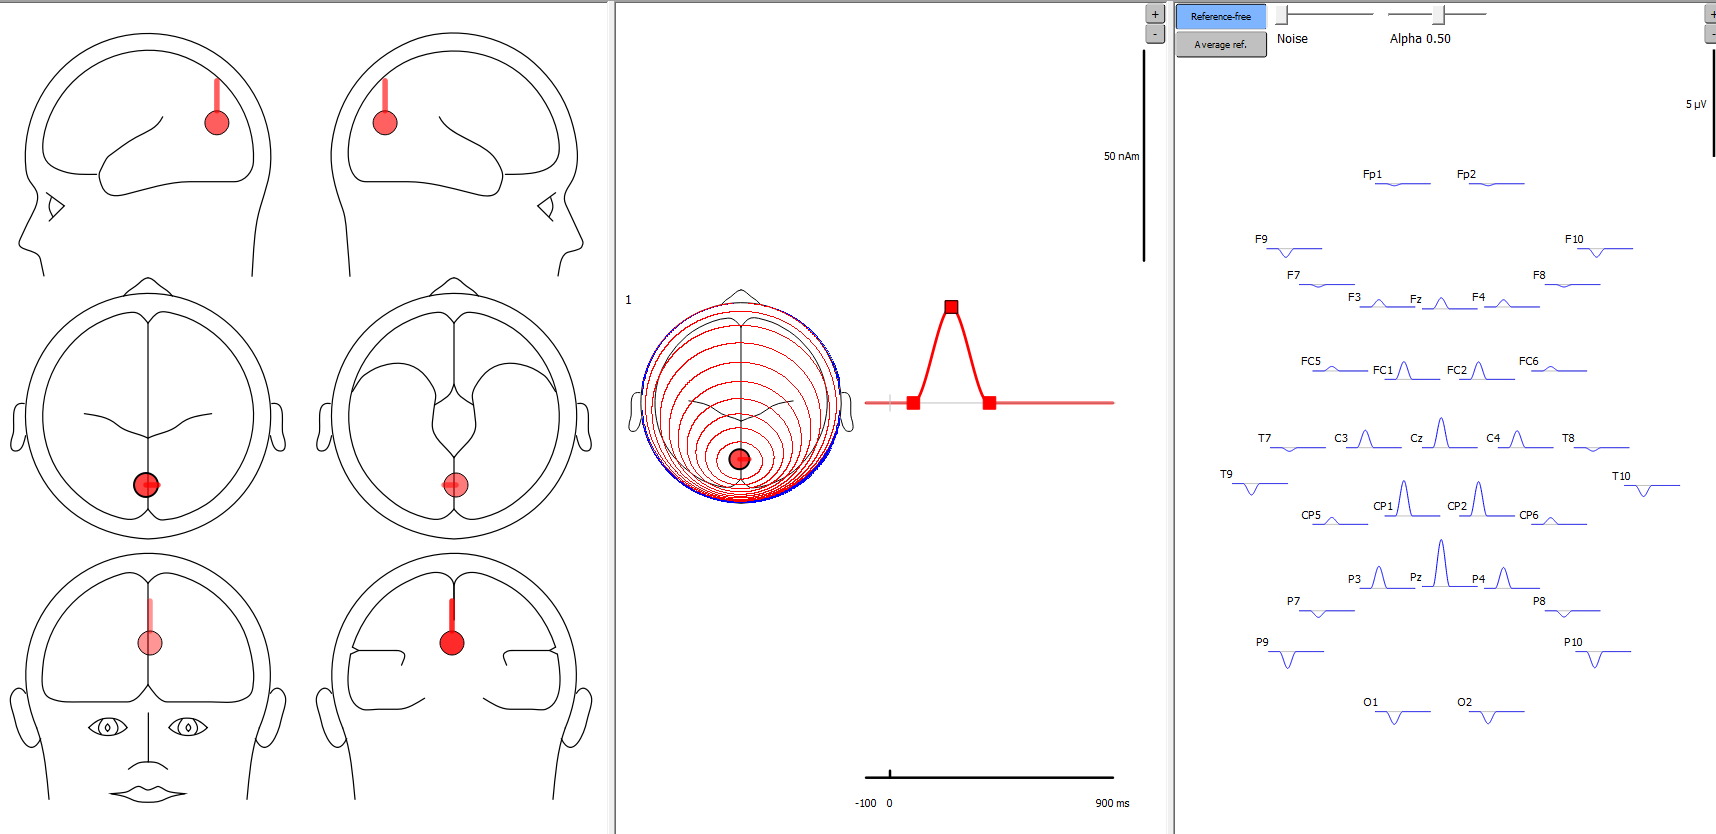 +
-
50 nAm
1
-100 0 900 ms
Reference-free
Average ref.
Noise
Alpha 0.50
+
-
5 µV
Fp1 Fp2
F9 F10
F7 F8
F3 Fz F4
FC5 FC1 FC2 FC6
T7 C3 Cz C4 T8
T9 T10
CP5 CP1 CP2 CP6
P3 Pz P4
P7 P8
P9 P10
O1 O2